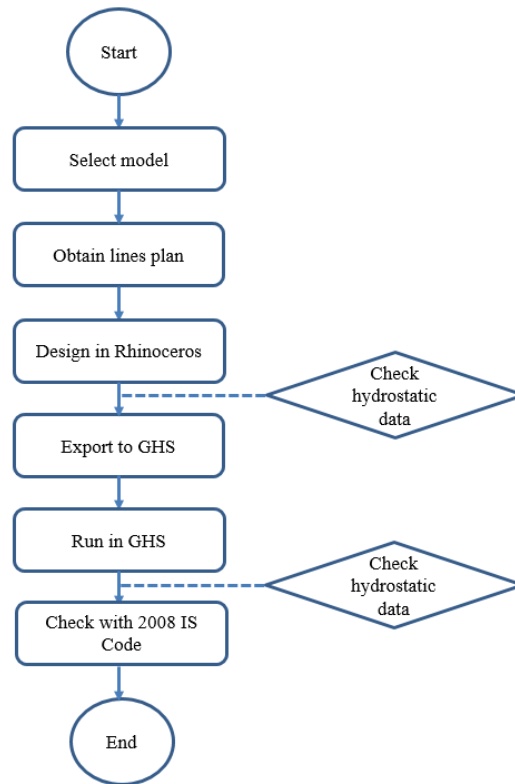 Start
Select model
Obtain lines plan
Design in Rhinoceros
Check
hydrostatic
data
Export to GHS
Run in GHS
Check
hydrostatic
data
Check with 2008 IS
Code
End